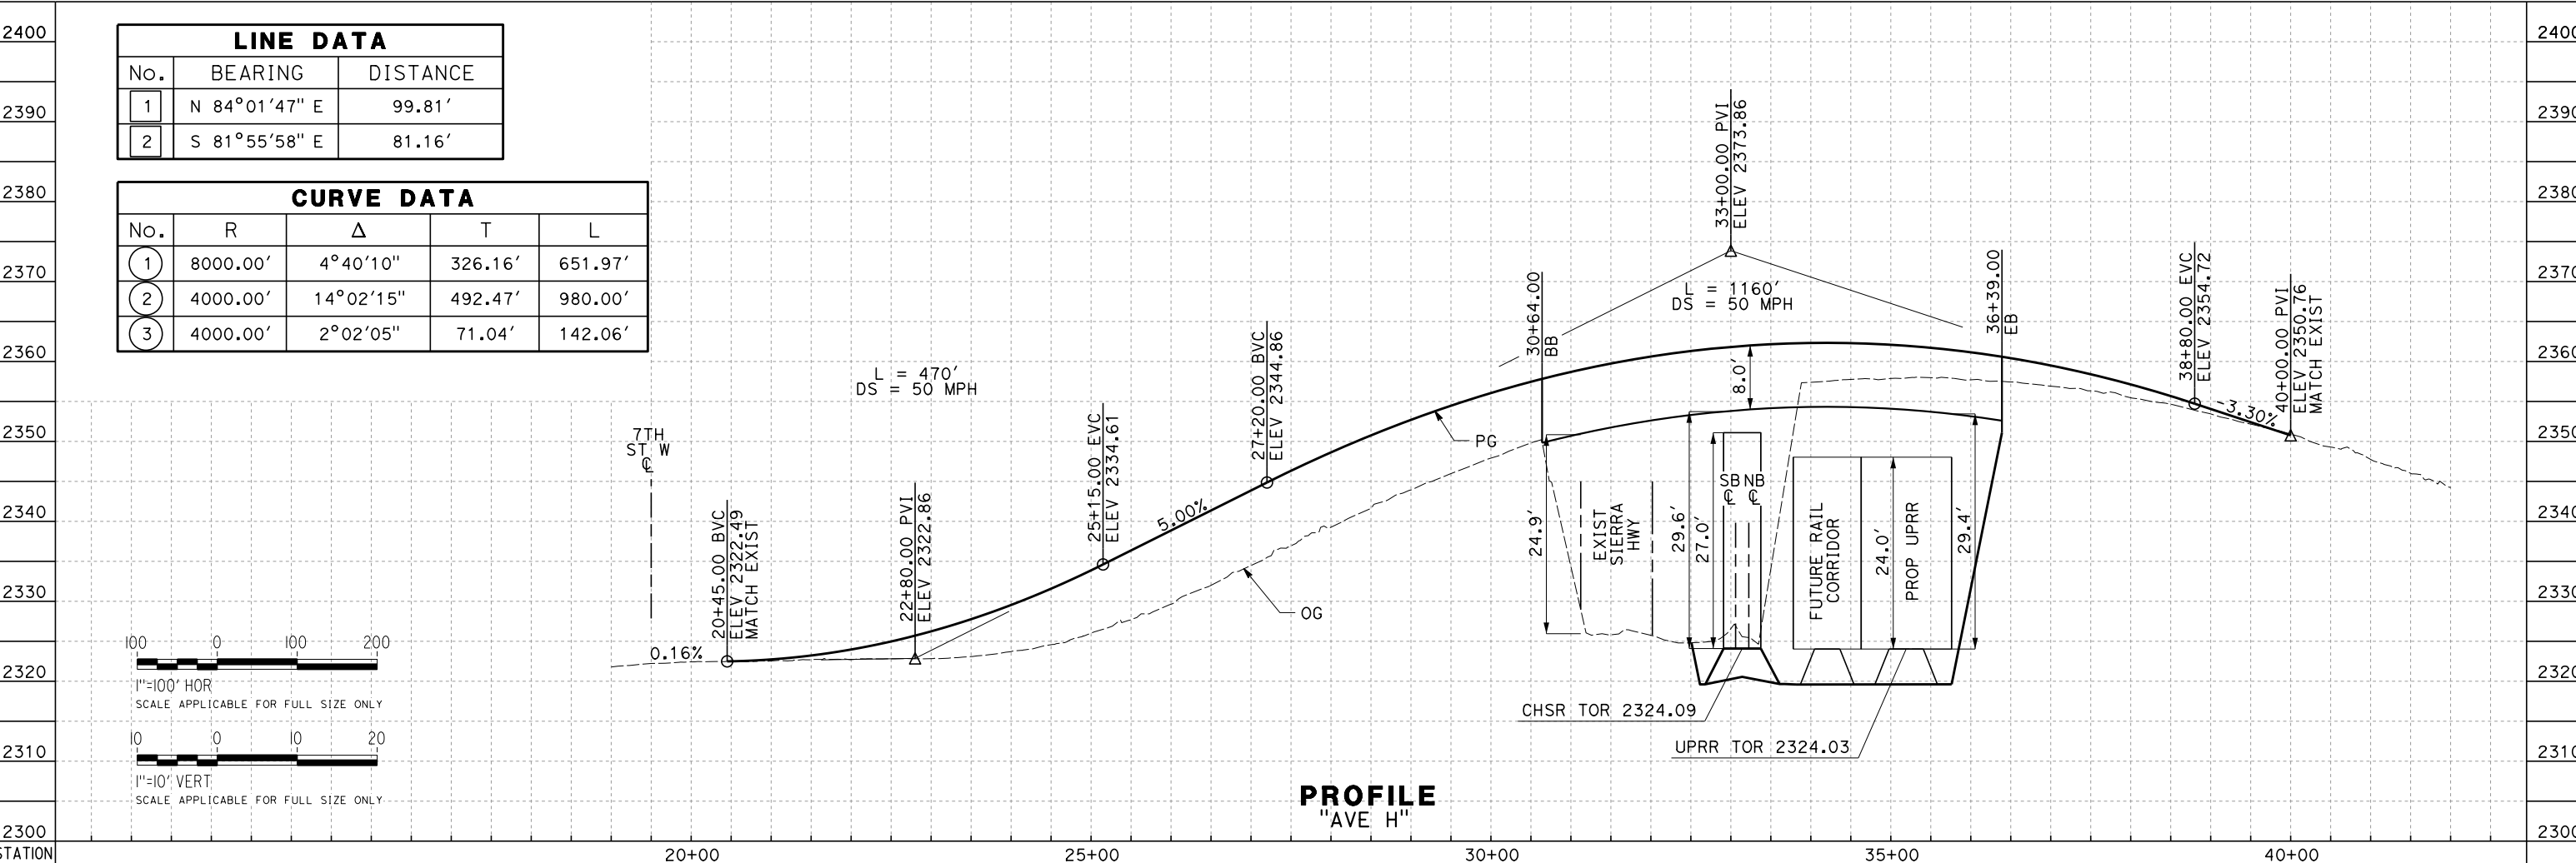 LINE DATA
No. BEARING DISTANCE
1 N 84°01'47" E 99.81'
2 S 81°55'58" E 81.16'
CURVE DATA
No. R Δ T L
1 8000.00' 4°40'10" 326.16' 651.97'
2 4000.00' 14°02'15" 492.47' 980.00'
3 4000.00' 2°02'05" 71.04' 142.06'
2400
2390
2380
2370
2360
2350
2340
2330
2320
2310
2300
STATION
100 0 100 200
1"=100' HOR
SCALE APPLICABLE FOR FULL SIZE ONLY
10 0 10 20
1"=10' VERT
SCALE APPLICABLE FOR FULL SIZE ONLY
7TH
ST W
℄
0.16%
20+45.00 BVC
ELEV 2322.49
MATCH EXIST
L = 470'
DS = 50 MPH
22+80.00 PVI
ELEV 2322.86
25+15.00 EVC
ELEV 2334.61
5.00%
27+20.00 BVC
ELEV 2344.86
PG
OG
30+64.00
BB
33+00.00 PVI
ELEV 2373.86
L = 1160'
DS = 50 MPH
8.0'
36+39.00
EB
38+80.00 EVC
ELEV 2354.72
-3.30%
40+00.00 PVI
ELEV 2350.76
MATCH EXIST
24.9'
EXIST
SIERRA
HWY
29.6'
27.0'
SB NB
℄ ℄
FUTURE RAIL
CORRIDOR
24.0'
PROP UPRR
29.4'
CHSR TOR 2324.09
UPRR TOR 2324.03
PROFILE
"AVE H"
20+00 25+00 30+00 35+00 40+00
2400
2390
2380
2370
2360
2350
2340
2330
2320
2310
2300